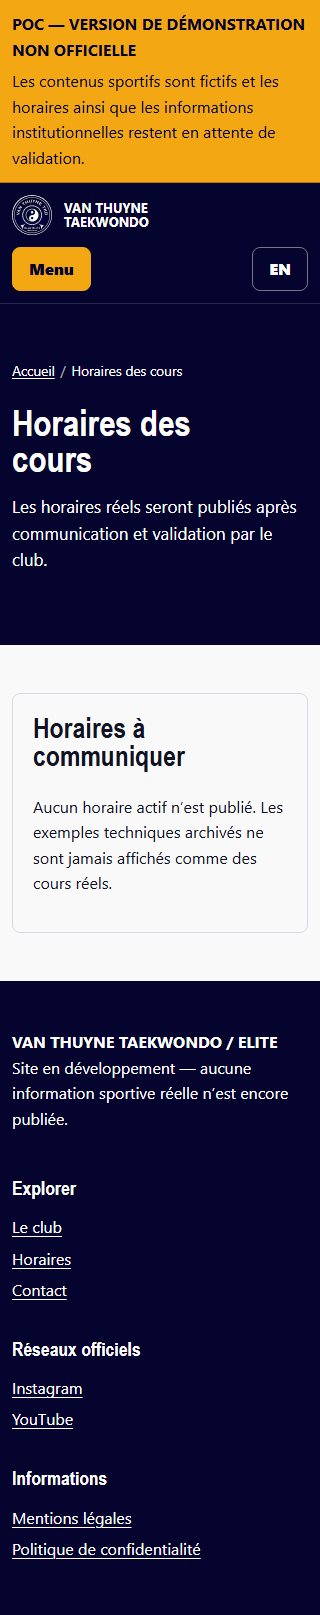 POC — VERSION DE DÉMONSTRATION
NON OFFICIELLE
Les contenus sportifs sont fictifs et les
horaires ainsi que les informations
institutionnelles restent en attente de
validation.
VAN THUYNE
TAEKWONDO
Menu
EN
Accueil / Horaires des cours
Horaires des
cours
Les horaires réels seront publiés après
communication et validation par le
club.
Horaires à
communiquer
Aucun horaire actif n’est publié. Les
exemples techniques archivés ne
sont jamais affichés comme des
cours réels.
VAN THUYNE TAEKWONDO / ELITE
Site en développement — aucune
information sportive réelle n’est encore
publiée.
Explorer
Le club
Horaires
Contact
Réseaux officiels
Instagram
YouTube
Informations
Mentions légales
Politique de confidentialité